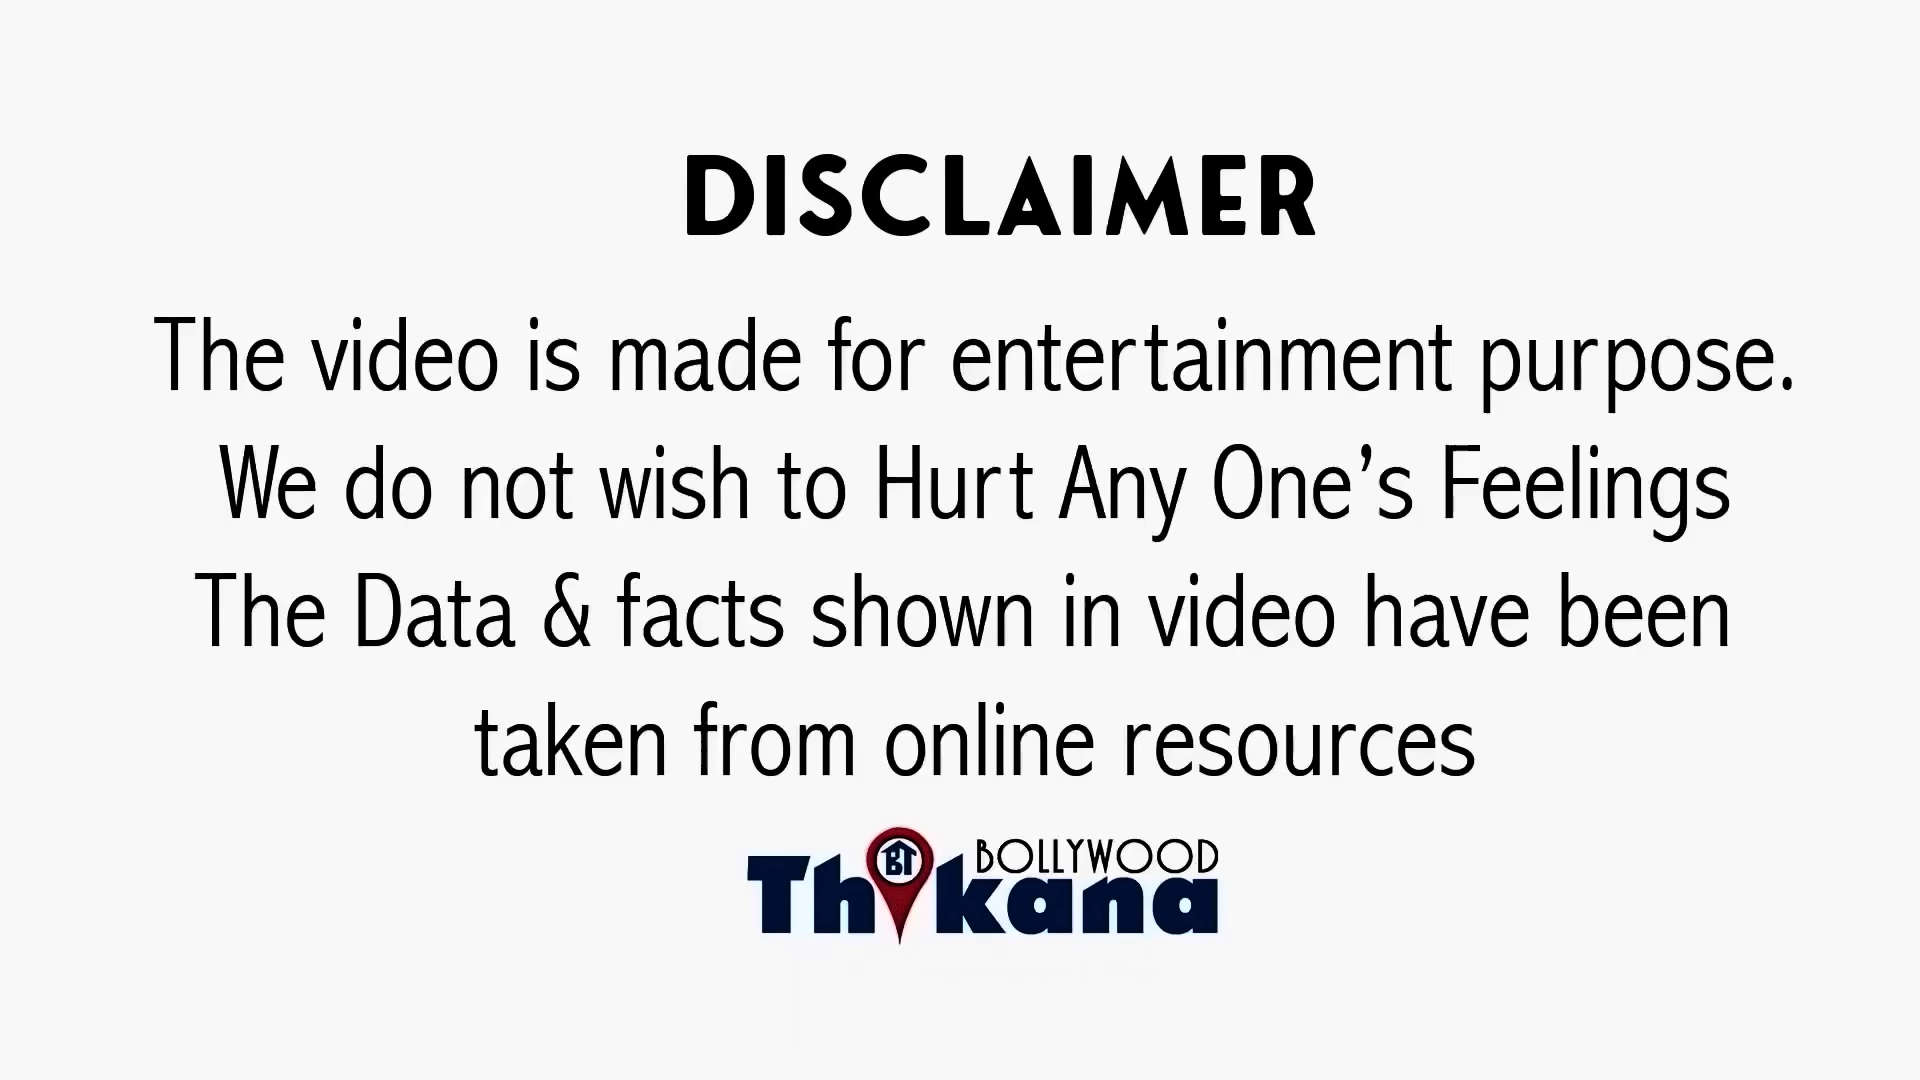 DISCLAIMER
The video is made for entertainment purpose.
We do not wish to Hurt Any One’s Feelings
The Data & facts shown in video have been
taken from online resources
BT
BOLLYWOOD
Thikana